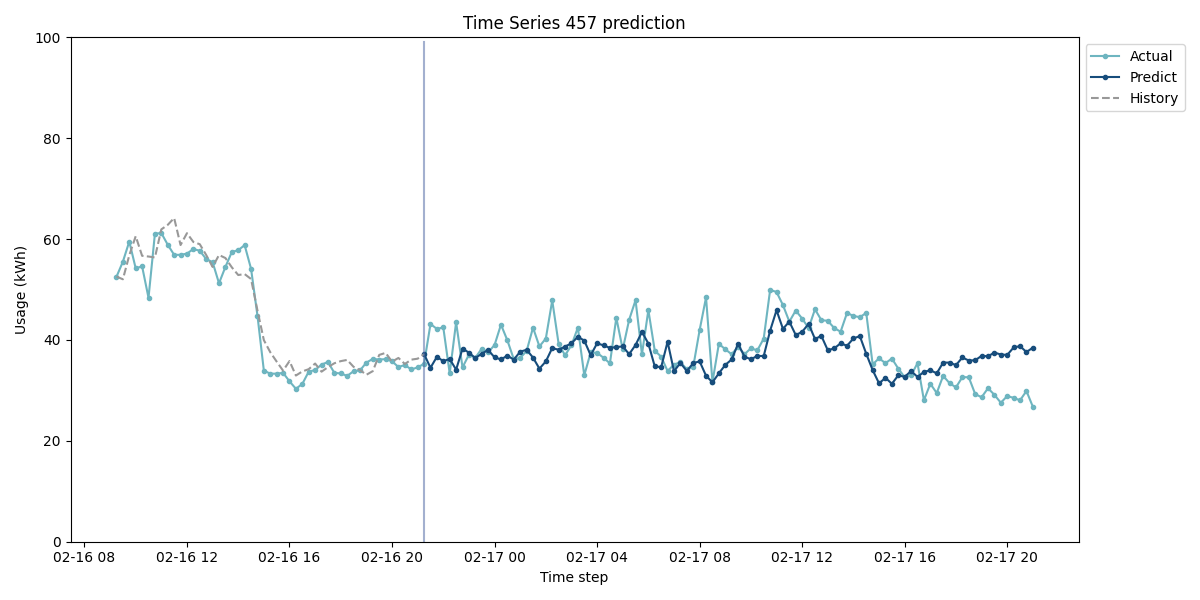 Time Series 457 prediction
100
80
60
40
20
0
Usage (kWh)
02-16 08
02-16 12
02-16 16
02-16 20
02-17 00
02-17 04
02-17 08
02-17 12
02-17 16
02-17 20
Time step
Actual
Predict
History